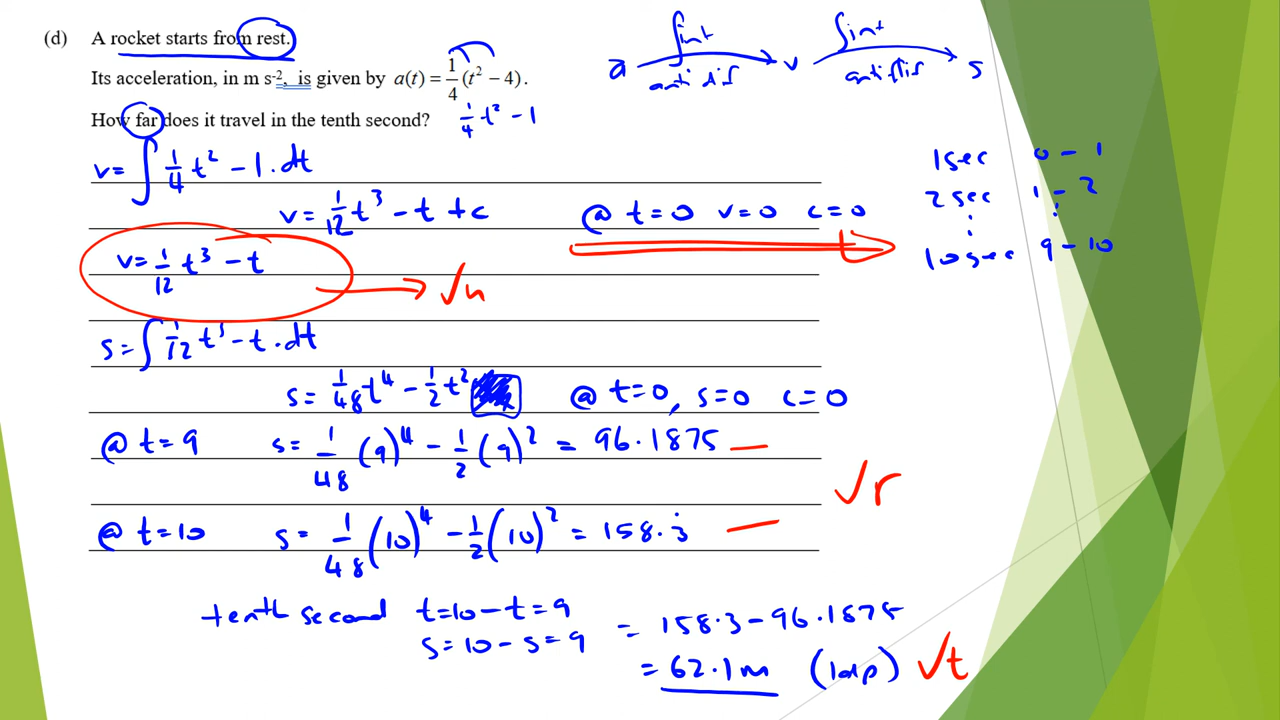 (d) A rocket starts from rest.
Its acceleration, in m s-2, is given by a(t) = 1/4 (t² − 4).
How far does it travel in the tenth second?
1/4 t² − 1
a int anti dif v int anti dif s
v = ∫ 1/4 t² − 1 . dt
v = 1/12 t³ − t + c @ t=0 v=0 c=0
1 sec 0 − 1
2 sec 1 − 2
⋮ ⋮
10 sec 9 − 10
t
v = 1/12 t³ − t
√n
s = ∫ 1/12 t³ − t . dt
s = 1/48 t⁴ − 1/2 t² @ t=0, s=0 c=0
@ t=9 s = 1/48 (9)⁴ − 1/2 (9)² = 96.1875
√r
@ t=10 s = 1/48 (10)⁴ − 1/2 (10)² = 158.3̇
tenth second t=10 − t=9
s=10 − s=9
= 158.3 − 96.1875
= 62.1m (1dp) √t